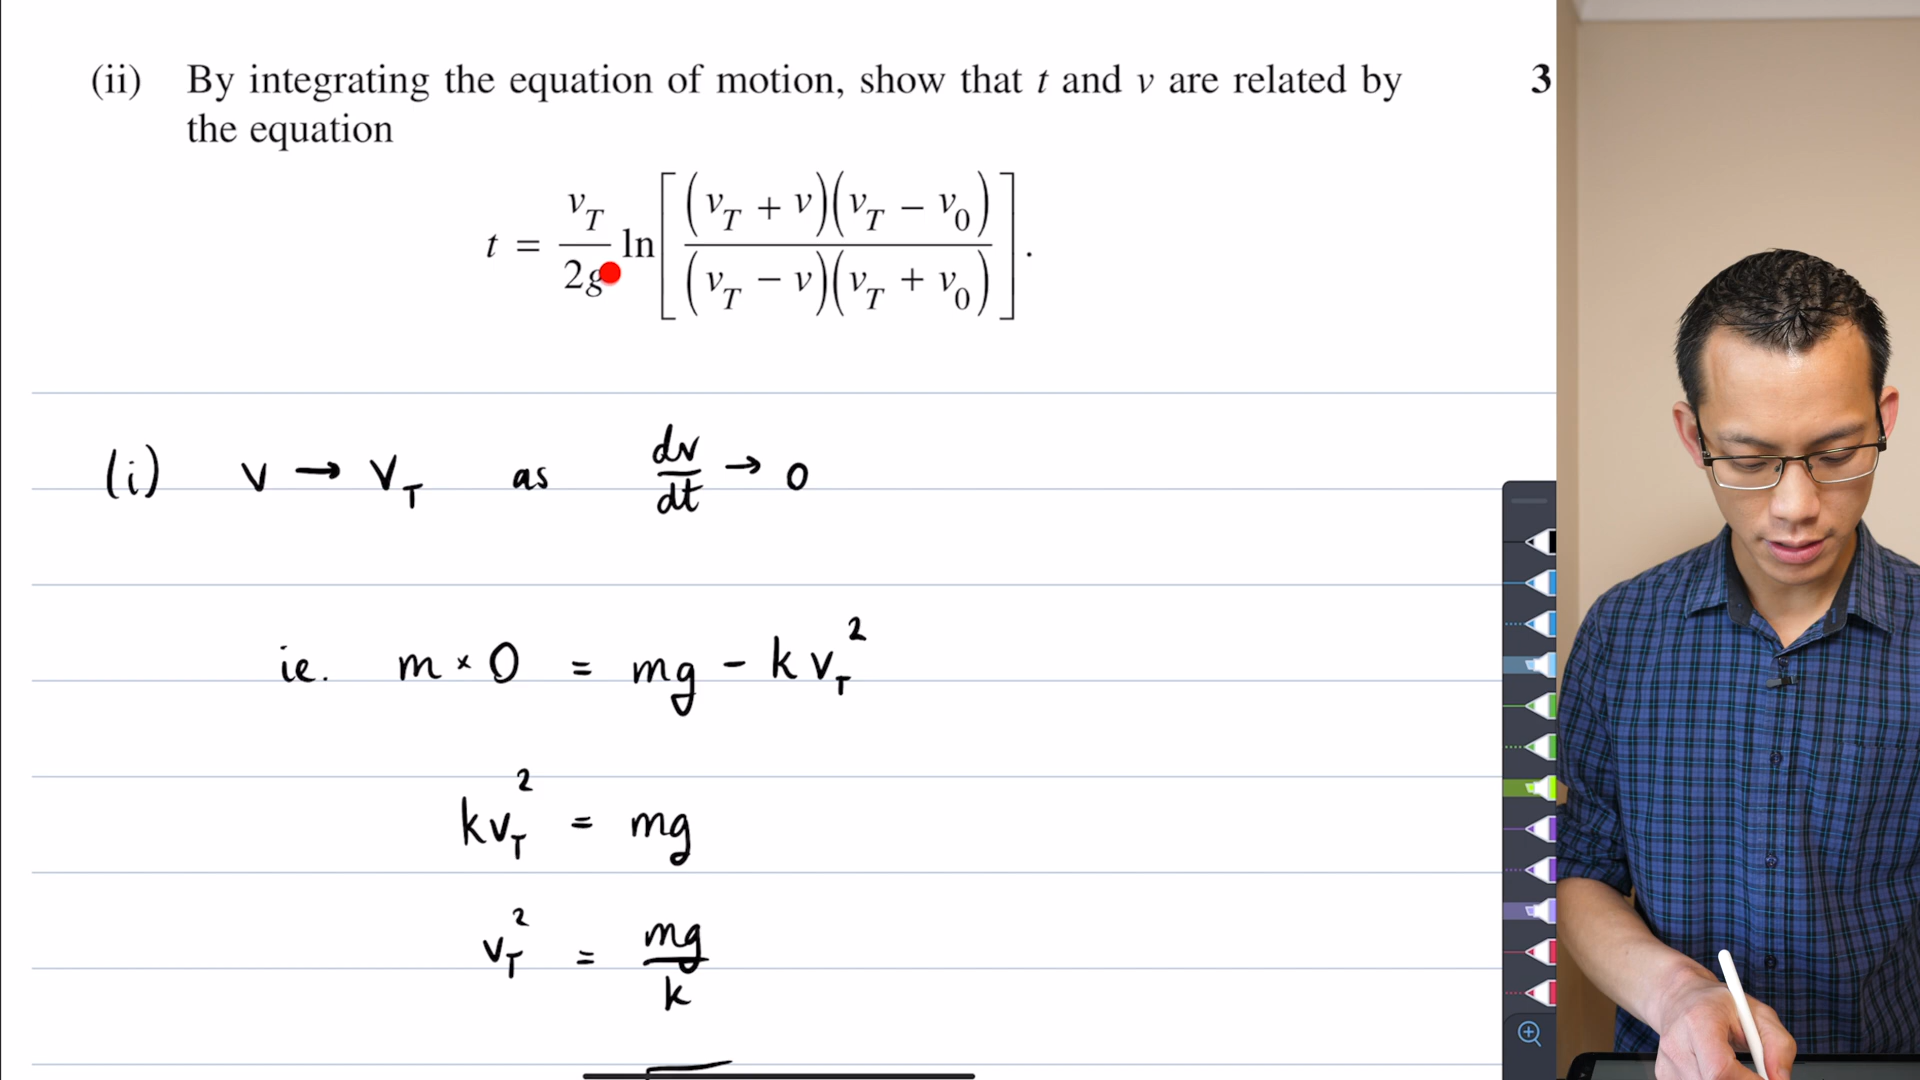 (ii) By integrating the equation of motion, show that t and v are related by 3
the equation
t = v_T / 2g ln [ (v_T + v)(v_T − v_0) / (v_T − v)(v_T + v_0) ] .
(i) v → v_T as dv/dt → 0
ie. m × 0 = mg - k v_T^2
k v_T^2 = mg
v_T^2 = mg / k